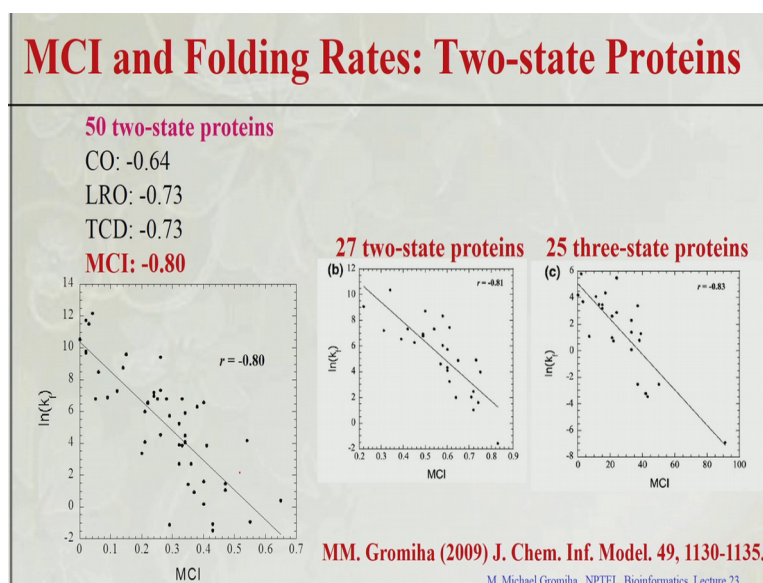 MCI and Folding Rates: Two-state Proteins
50 two-state proteins
CO: -0.64
LRO: -0.73
TCD: -0.73
MCI: -0.80
27 two-state proteins
25 three-state proteins
14
12
10
8
6
4
2
0
-2
ln(kf)
r = -0.80
0 0.1 0.2 0.3 0.4 0.5 0.6 0.7
MCI
(b)
12
10
8
6
4
2
0
-2
ln(kf)
r = -0.81
0.2 0.3 0.4 0.5 0.6 0.7 0.8 0.9
MCI
(c)
6
4
2
0
-2
-4
-6
-8
ln(kf)
r = -0.83
0 20 40 60 80 100
MCI
MM. Gromiha (2009) J. Chem. Inf. Model. 49, 1130-1135.
M. Michael Gromiha, NPTEL, Bioinformatics, Lecture 23